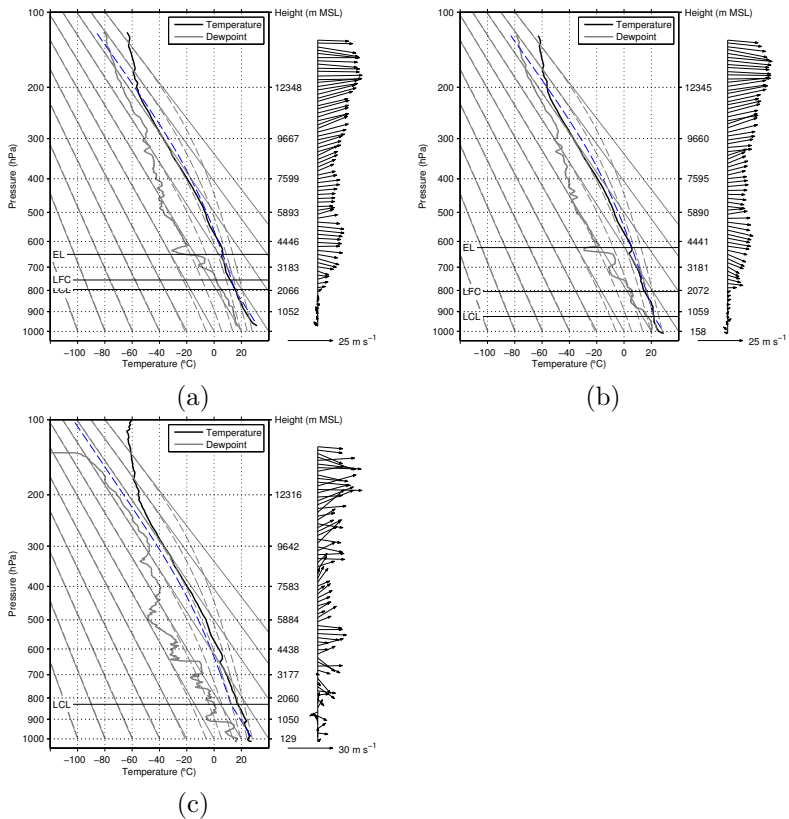 100 Height (m MSL)
Temperature
Dewpoint
200 12348
300 9667
400 7599
500 5893
600 4446
EL
700 3183
LFC
800 LCL 2066
900 1052
1000
−100 −80 −60 −40 −20 0 20
Temperature (°C)
Pressure (hPa)
25 m s−1
(a)
100 Height (m MSL)
Temperature
Dewpoint
200 12345
300 9660
400 7595
500 5890
600 4441
EL
700 3181
800 LFC 2072
900 1059
LCL
1000 158
−100 −80 −60 −40 −20 0 20
Temperature (°C)
Pressure (hPa)
25 m s−1
(b)
100 Height (m MSL)
Temperature
Dewpoint
200 12316
300 9642
400 7583
500 5884
600 4438
700 3177
800 2060
LCL
900 1050
1000 129
−100 −80 −60 −40 −20 0 20
Temperature (°C)
Pressure (hPa)
30 m s−1
(c)